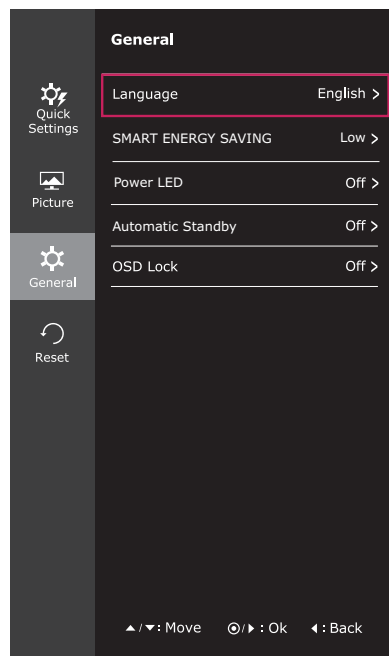 General
Quick
Settings
Picture
General
Reset
Language English >
SMART ENERGY SAVING Low >
Power LED Off >
Automatic Standby Off >
OSD Lock Off >
▲/▼: Move ⊙/▶ : Ok ◀ : Back